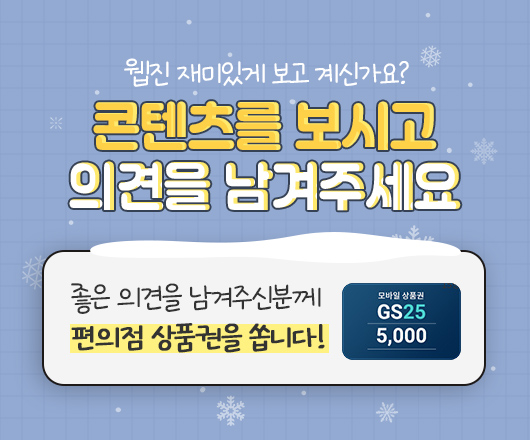 웹진 재미있게 보고 계신가요?
콘텐츠를 보시고
의견을 남겨주세요
좋은 의견을 남겨주신분께
편의점 상품권을 쏩니다!
모바일 상품권
GS25
5,000